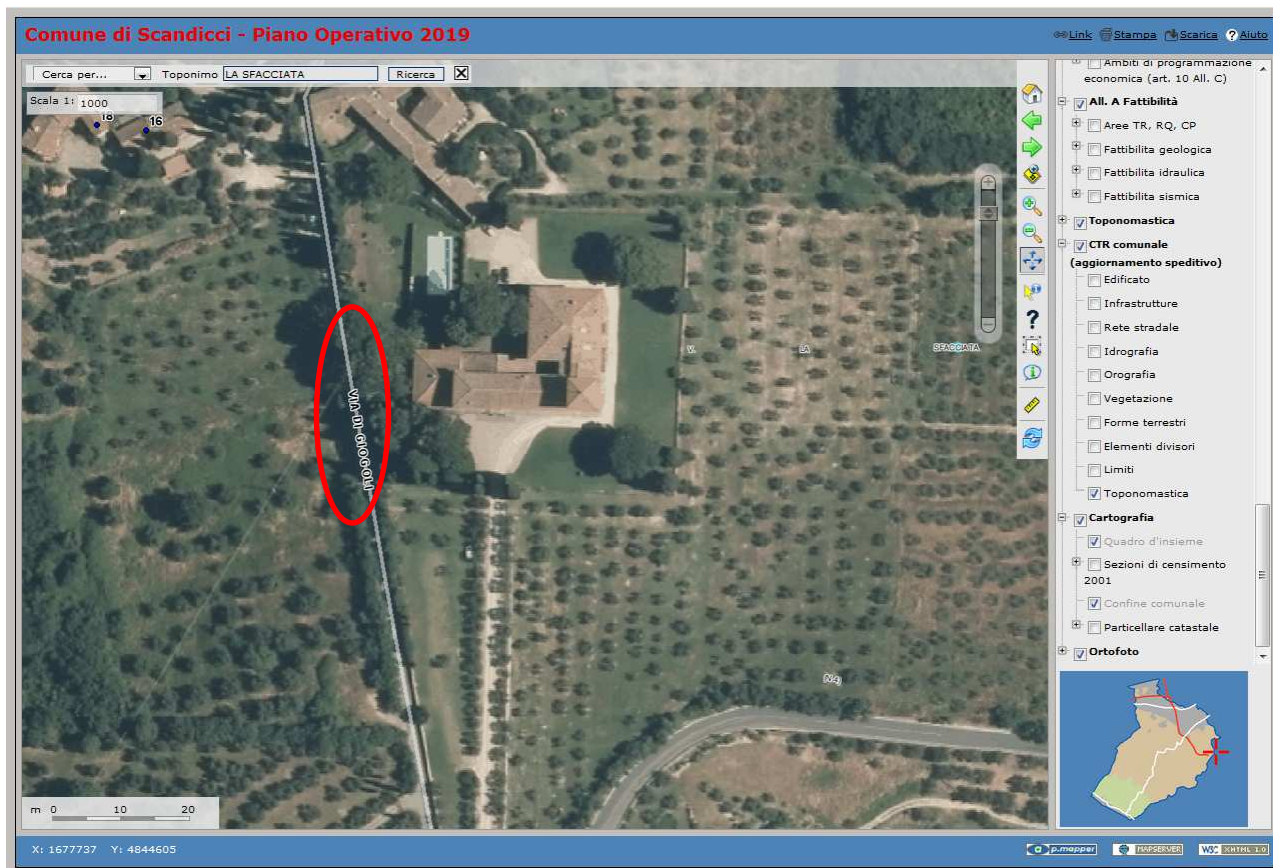 Comune di Scandicci - Piano Operativo 2019
Link Stampa Scarica ? Aiuto
Cerca per... Toponimo LA SFACCIATA Ricerca X
Scala 1: 1000
18
16
VIA DI GIOGOLI
V. LA SFACCIATA
m 0 10 20
Ambiti di programmazione
economica (art. 10 All. C)
All. A Fattibilità
Aree TR, RQ, CP
Fattibilita geologica
Fattibilita idraulica
Fattibilita sismica
Toponomastica
CTR comunale
(aggiornamento speditivo)
Edificato
Infrastrutture
Rete stradale
Idrografia
Orografia
Vegetazione
Forme terrestri
Elementi divisori
Limiti
Toponomastica
Cartografia
Quadro d'insieme
Sezioni di censimento
2001
Confine comunale
Particellare catastale
Ortofoto
X: 1677737 Y: 4844605
p.mapper MAPSERVER W3C XHTML 1.0